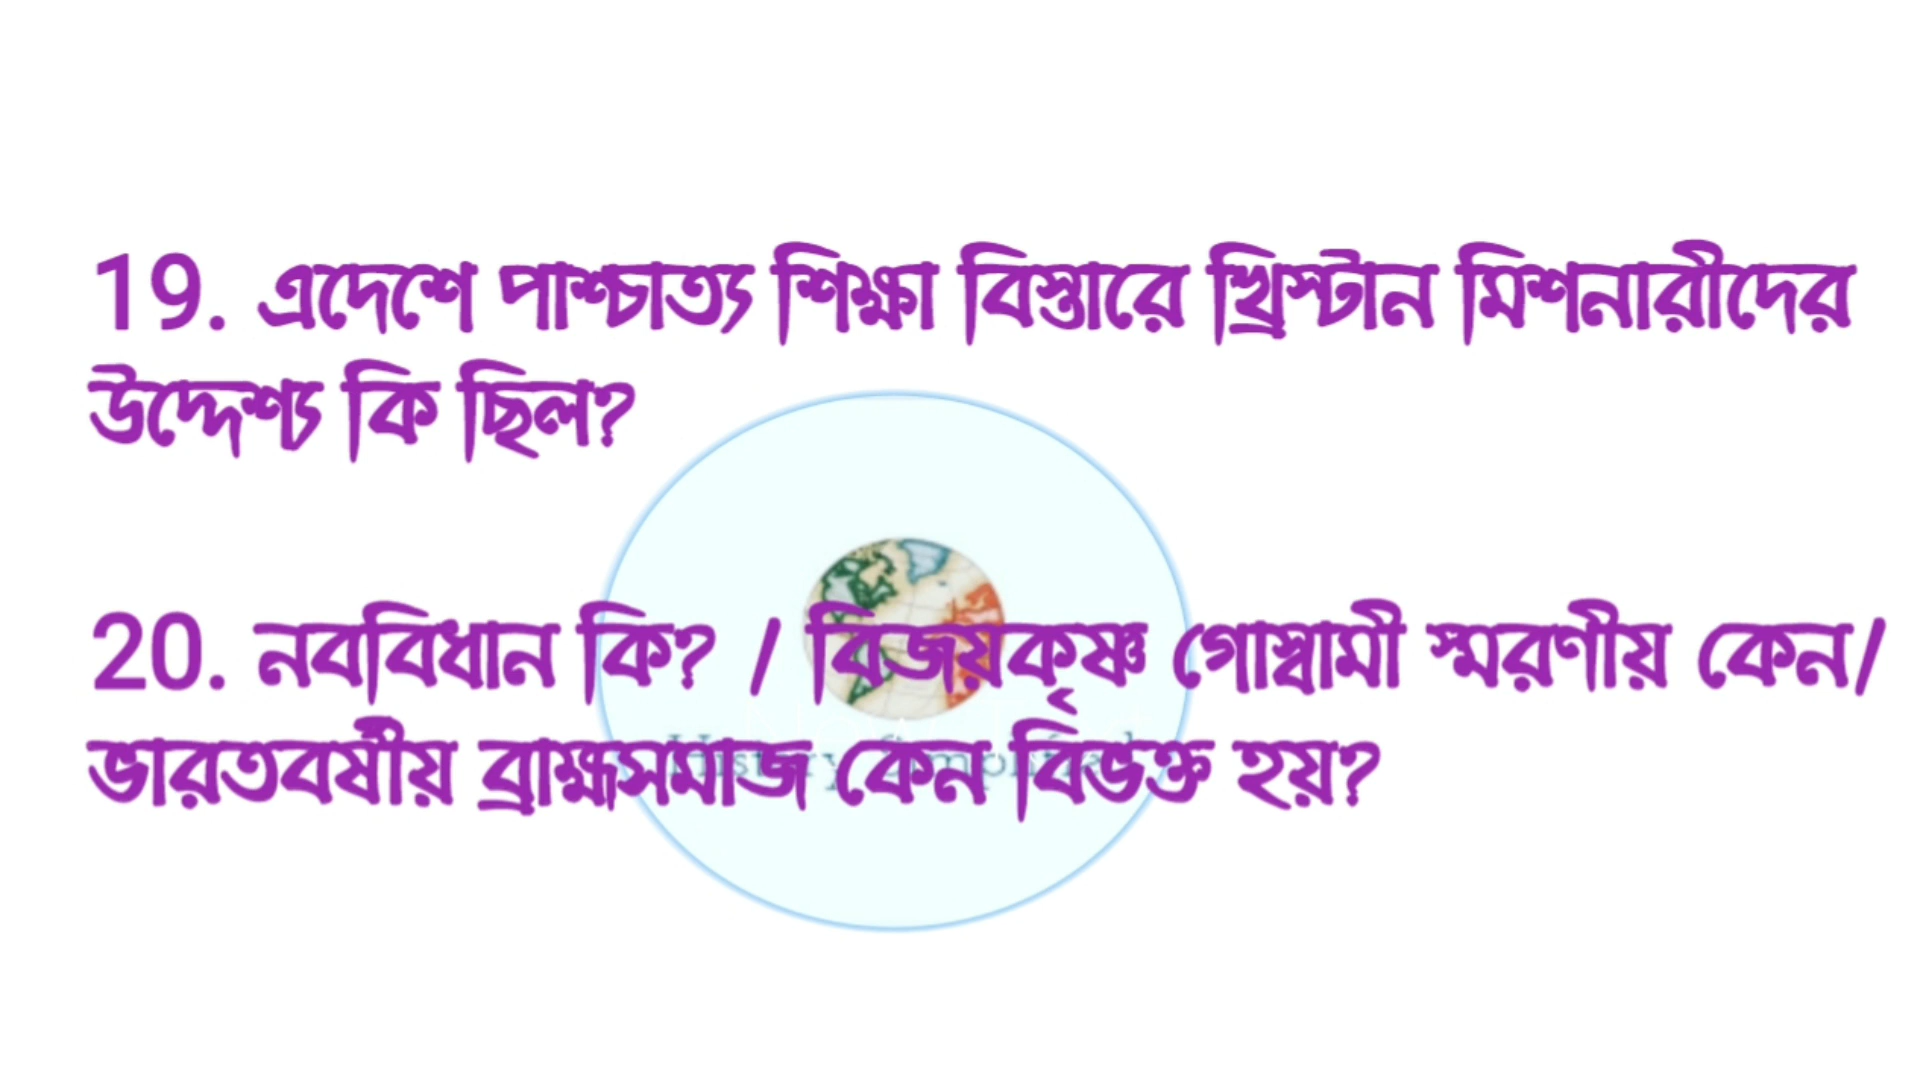 19. এদেশে পাশ্চাত্য শিক্ষা বিস্তারে খ্রিস্টান মিশনারীদের
উদ্দেশ্য কি ছিল?
20. নববিধান কি? / বিজয়কৃষ্ণ গোস্বামী স্মরণীয় কেন/
ভারতবর্ষীয় ব্রাহ্মসমাজ কেন বিভক্ত হয়?